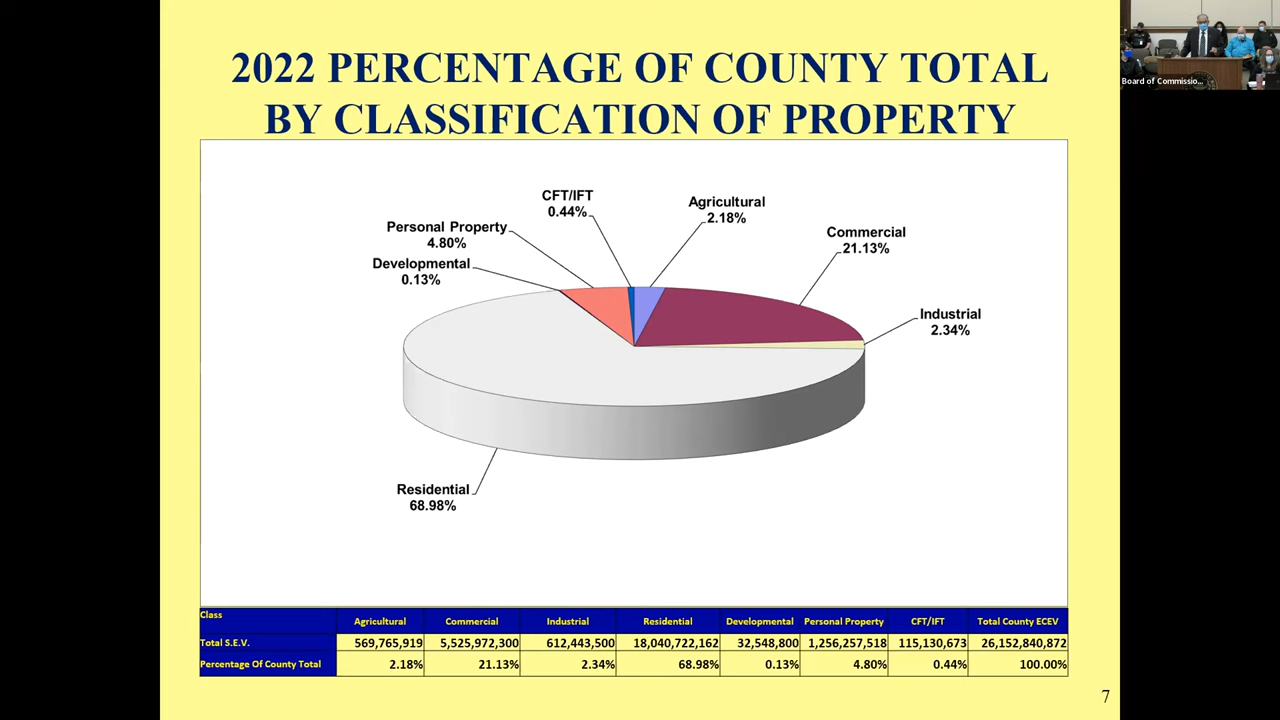 2022 PERCENTAGE OF COUNTY TOTAL
BY CLASSIFICATION OF PROPERTY
Board of Commissio...
CFT/IFT
0.44%
Agricultural
2.18%
Personal Property
4.80%
Commercial
21.13%
Developmental
0.13%
Industrial
2.34%
Residential
68.98%
Class Agricultural Commercial Industrial Residential Developmental Personal Property CFT/IFT Total County ECEV
Total S.E.V. 569,765,919 5,525,972,300 612,443,500 18,040,722,162 32,548,800 1,256,257,518 115,130,673 26,152,840,872
Percentage Of County Total 2.18% 21.13% 2.34% 68.98% 0.13% 4.80% 0.44% 100.00%
7